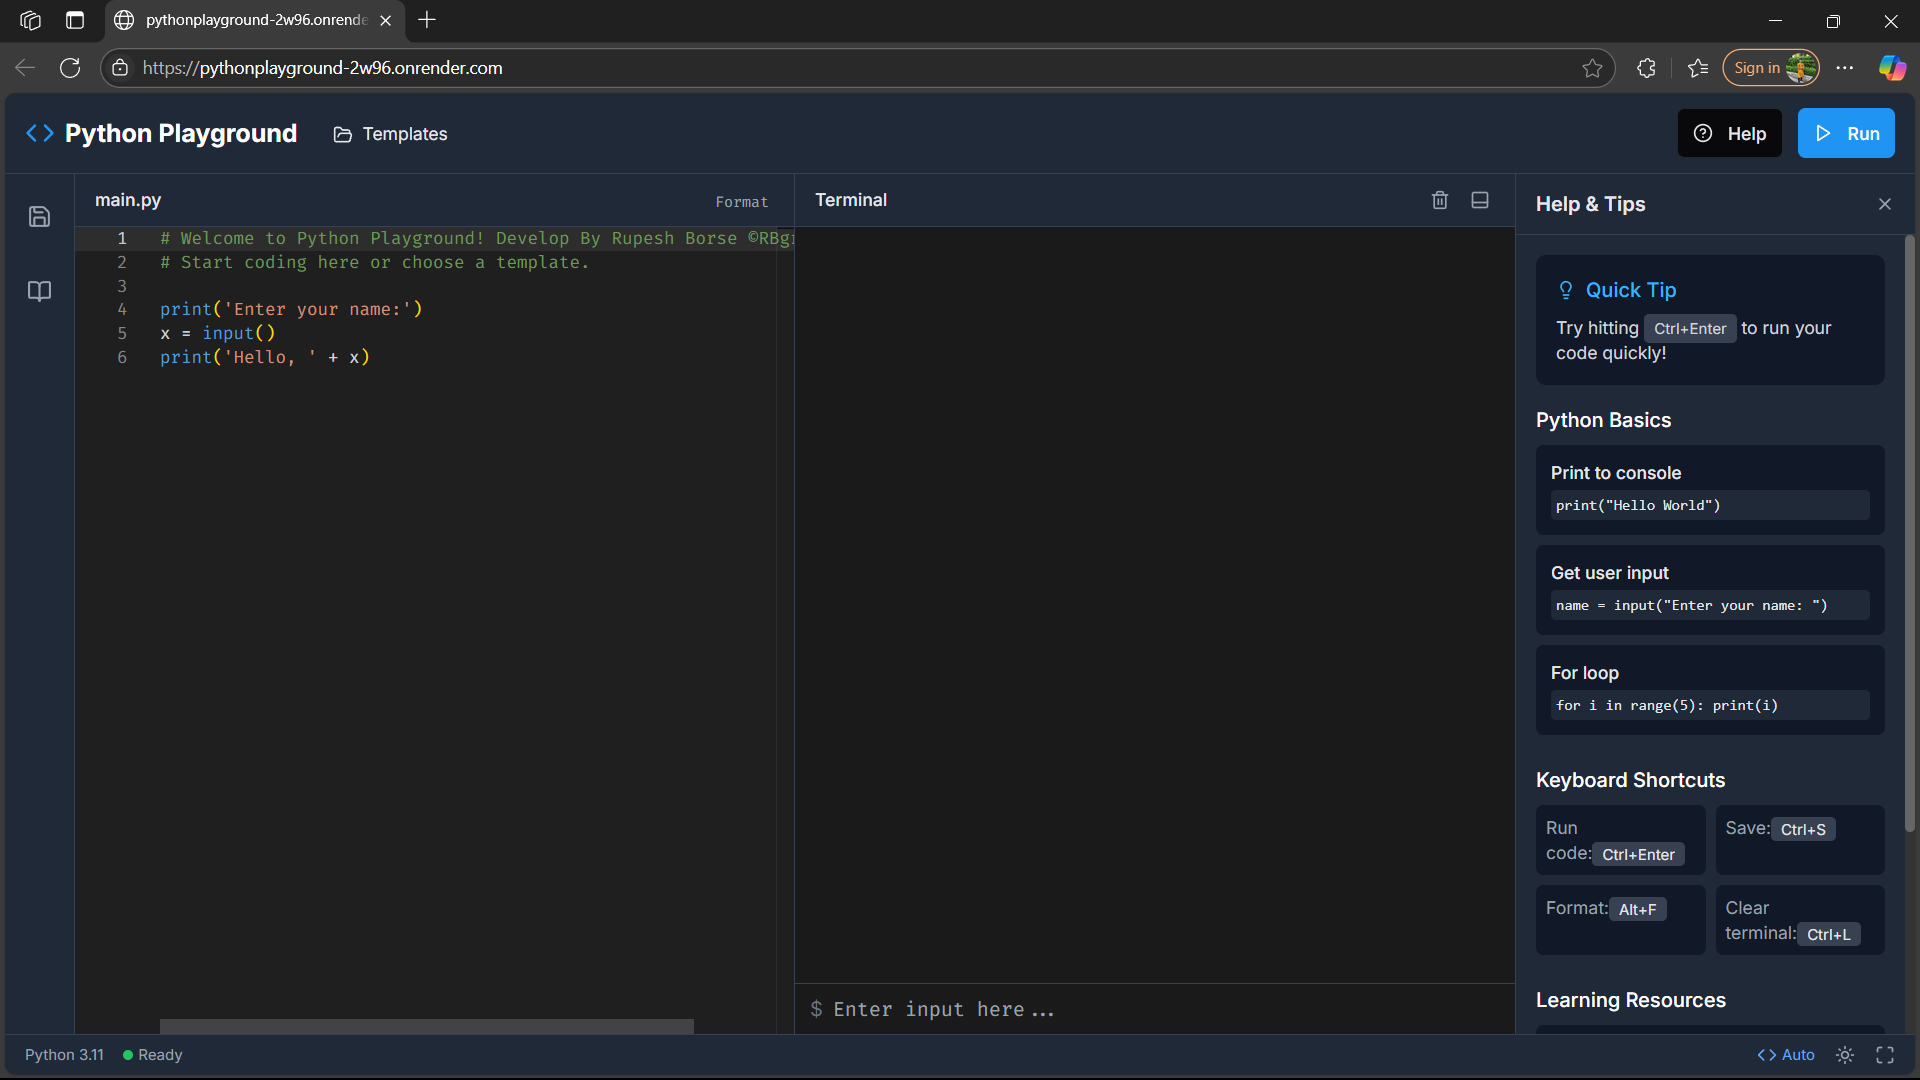 pythonplayground-2w96.onrende
https://pythonplayground-2w96.onrender.com
Sign in
Python Playground
Templates
Help
Run
main.py
Format
1 # Welcome to Python Playground! Develop By Rupesh Borse ©RBg
2 # Start coding here or choose a template.
3
4 print('Enter your name:')
5 x = input()
6 print('Hello, ' + x)
Terminal
$ Enter input here...
Help & Tips
Quick Tip
Try hitting Ctrl+Enter to run your
code quickly!
Python Basics
Print to console
print("Hello World")
Get user input
name = input("Enter your name: ")
For loop
for i in range(5): print(i)
Keyboard Shortcuts
Run
code: Ctrl+Enter
Save: Ctrl+S
Format: Alt+F
Clear
terminal: Ctrl+L
Learning Resources
Python 3.11
Ready
Auto